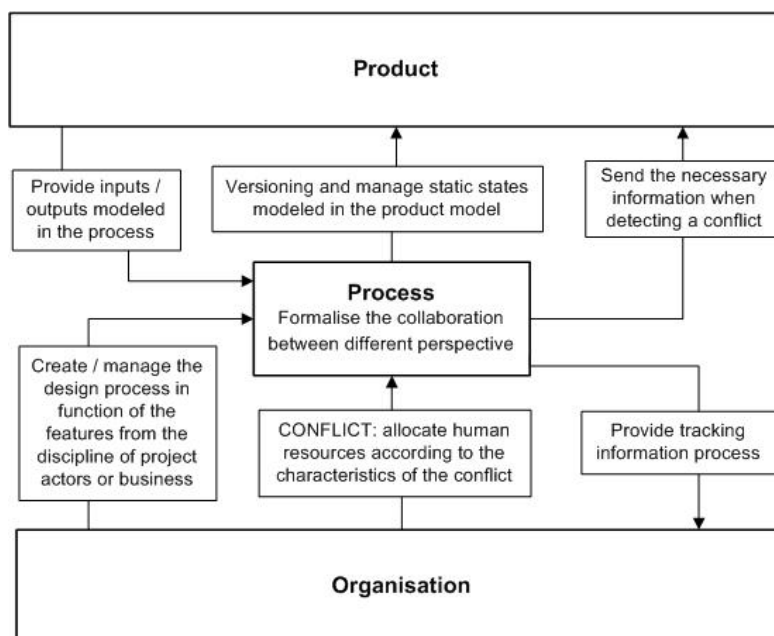 Product
Provide inputs /
outputs modeled
in the process
Versioning and manage static states
modeled in the product model
Send the necessary
information when
detecting a conflict
Process
Formalise the collaboration
between different perspective
Create / manage the
design process in
function of the
features from the
discipline of project
actors or business
CONFLICT: allocate human
resources according to the
characteristics of the conflict
Provide tracking
information process
Organisation